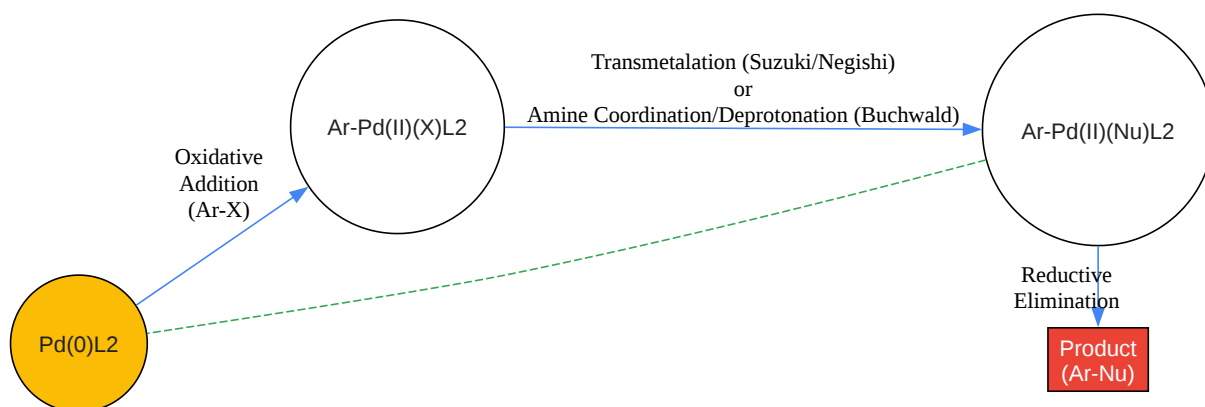 Transmetalation (Suzuki/Negishi)
or
Amine Coordination/Deprotonation (Buchwald)
Ar-Pd(II)(X)L2
Ar-Pd(II)(Nu)L2
Oxidative
Addition
(Ar-X)
Reductive
Elimination
Pd(0)L2
Product
(Ar-Nu)